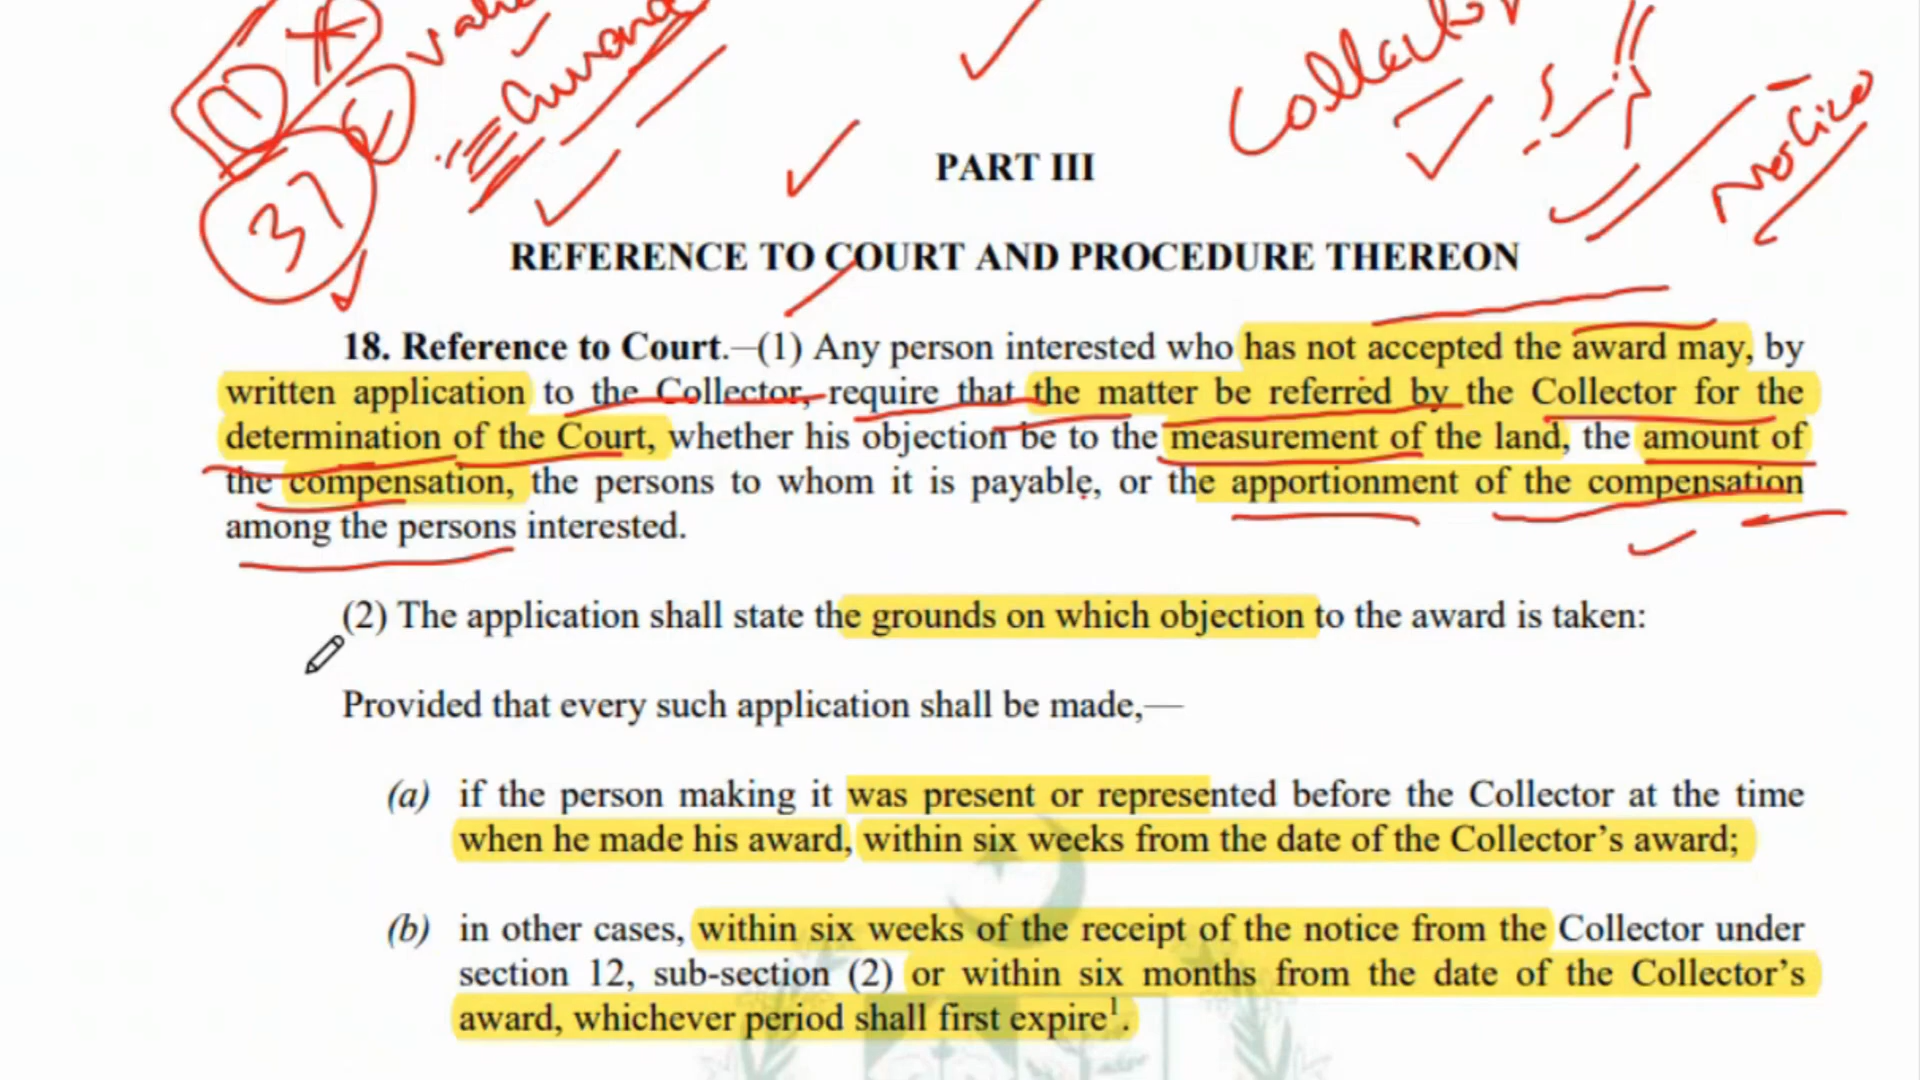 Award
Collector
Notice
31
PART III
REFERENCE TO COURT AND PROCEDURE THEREON
18. Reference to Court.—(1) Any person interested who has not accepted the award may, by
written application to the Collector, require that the matter be referred by the Collector for the
determination of the Court, whether his objection be to the measurement of the land, the amount of
the compensation, the persons to whom it is payable, or the apportionment of the compensation
among the persons interested.
(2) The application shall state the grounds on which objection to the award is taken:
Provided that every such application shall be made,—
(a) if the person making it was present or represented before the Collector at the time
when he made his award, within six weeks from the date of the Collector’s award;
(b) in other cases, within six weeks of the receipt of the notice from the Collector under
section 12, sub-section (2) or within six months from the date of the Collector’s
award, whichever period shall first expire¹.